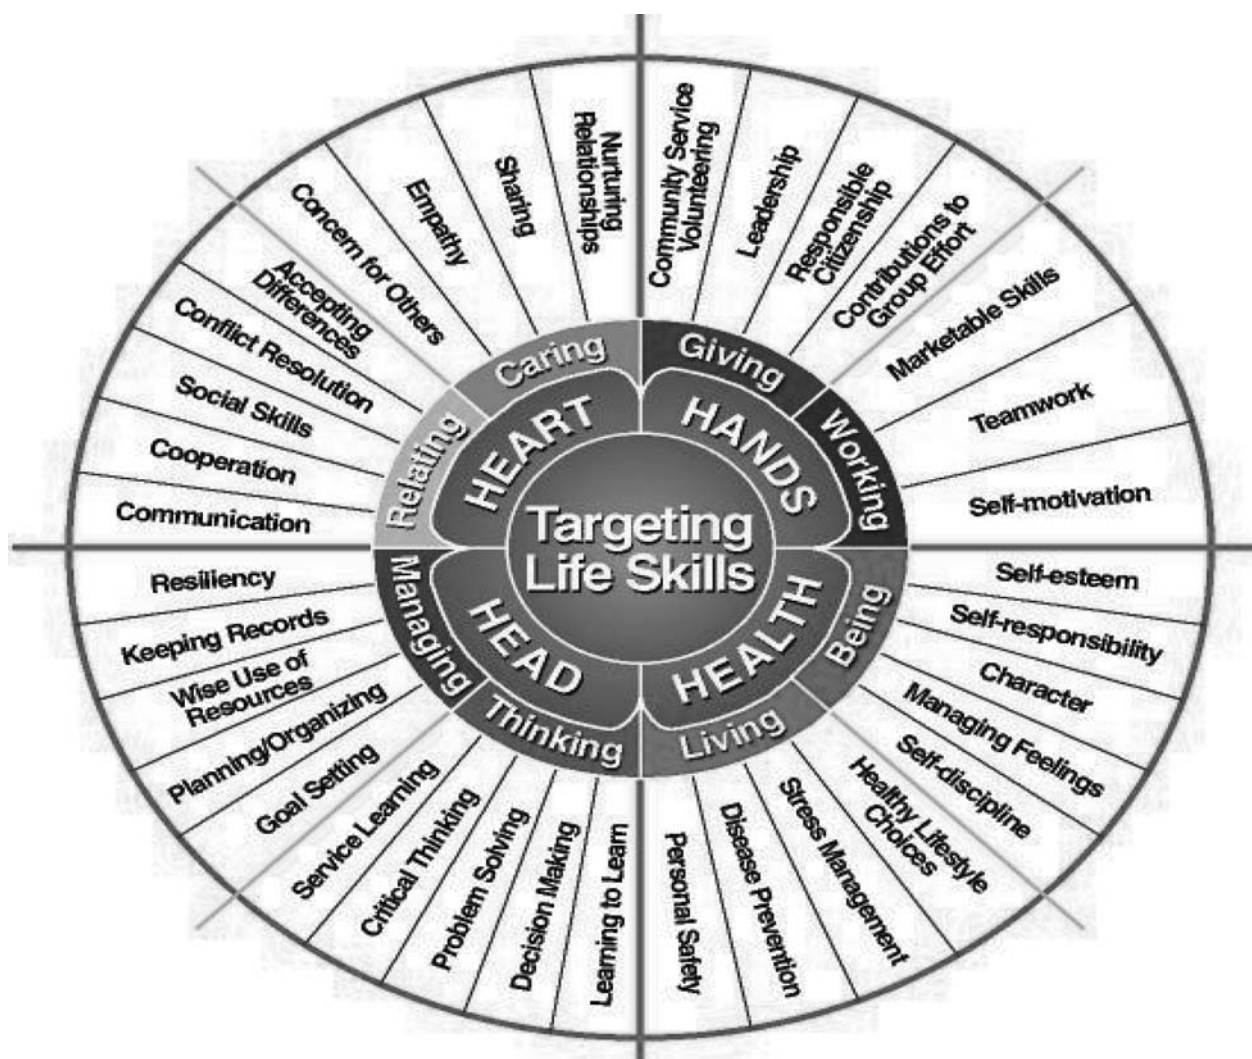 Targeting
Life Skills
HEART
HANDS
HEALTH
HEAD
Relating
Caring
Giving
Working
Being
Living
Thinking
Managing
Communication
Cooperation
Social Skills
Conflict Resolution
Accepting
Differences
Concern for Others
Empathy
Sharing
Nurturing
Relationships
Community Service
Volunteering
Leadership
Responsible
Citizenship
Contributions to
Group Effort
Marketable Skills
Teamwork
Self-motivation
Self-esteem
Self-responsibility
Character
Managing Feelings
Self-discipline
Healthy Lifestyle
Choices
Stress Management
Disease Prevention
Personal Safety
Learning to Learn
Decision Making
Problem Solving
Critical Thinking
Service Learning
Goal Setting
Planning/Organizing
Wise Use of
Resources
Keeping Records
Resiliency